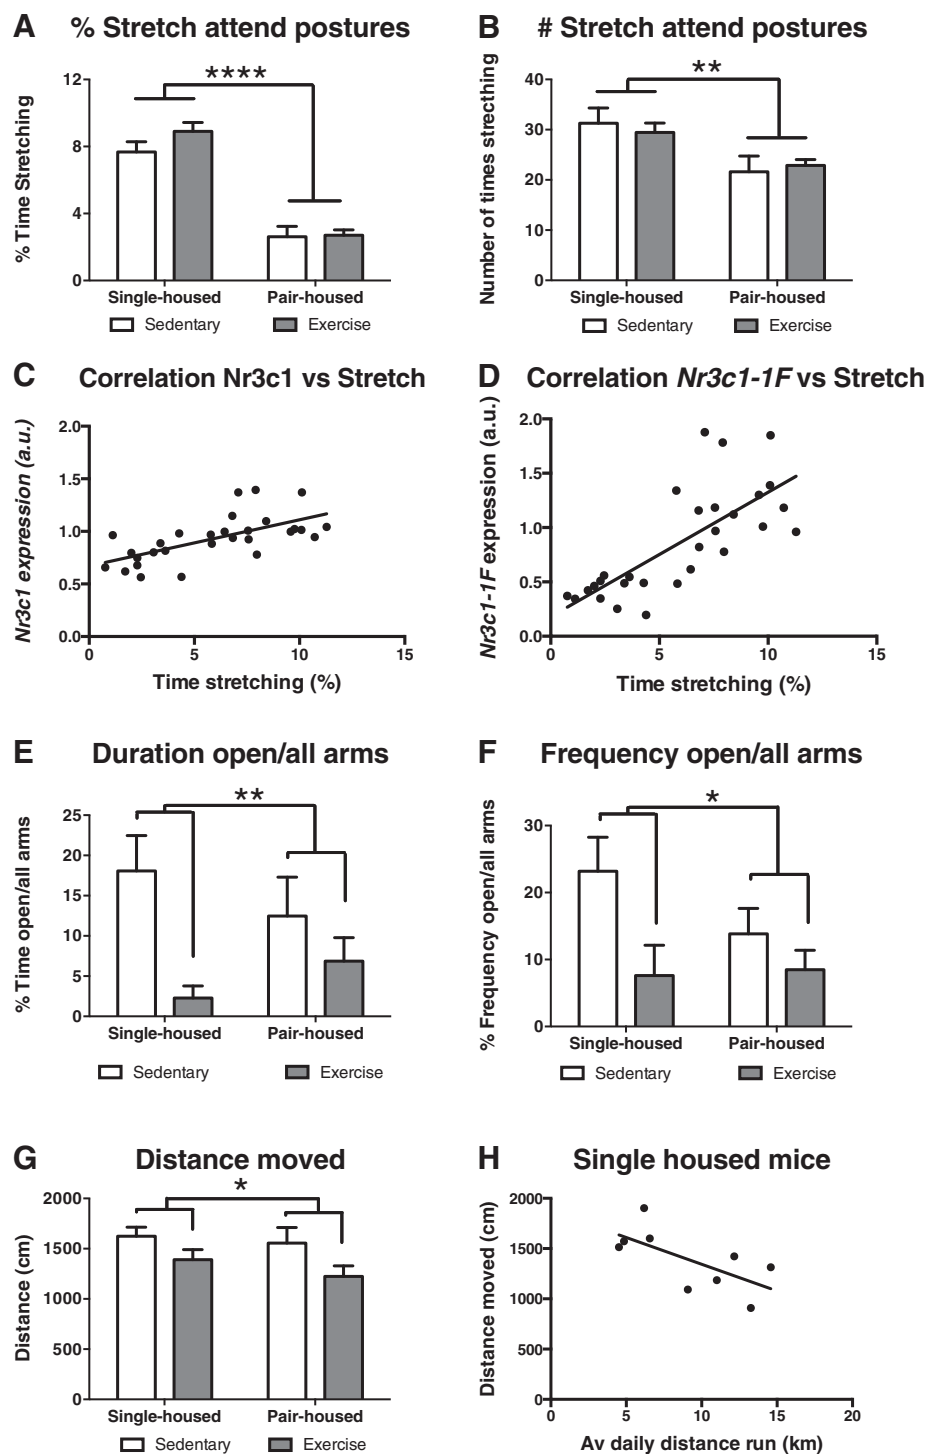 A % Stretch attend postures
% Time Stretching
12
8
4
0
****
Single-housed Pair-housed
Sedentary Exercise
B # Stretch attend postures
Number of times strecthing
40
30
20
10
0
**
Single-housed Pair-housed
Sedentary Exercise
C Correlation Nr3c1 vs Stretch
Nr3c1 expression (a.u.)
2.0
1.5
1.0
0.5
0.0
0 5 10 15
Time stretching (%)
D Correlation Nr3c1-1F vs Stretch
Nr3c1-1F expression (a.u.)
2.0
1.5
1.0
0.5
0.0
0 5 10 15
Time stretching (%)
E Duration open/all arms
% Time open/all arms
25
20
15
10
5
0
**
Single-housed Pair-housed
Sedentary Exercise
F Frequency open/all arms
% Frequency open/all arms
30
20
10
0
*
Single-housed Pair-housed
Sedentary Exercise
G Distance moved
Distance (cm)
2000
1500
1000
500
0
*
Single-housed Pair-housed
Sedentary Exercise
H Single housed mice
Distance moved (cm)
2000
1500
1000
500
0
0 5 10 15 20
Av daily distance run (km)